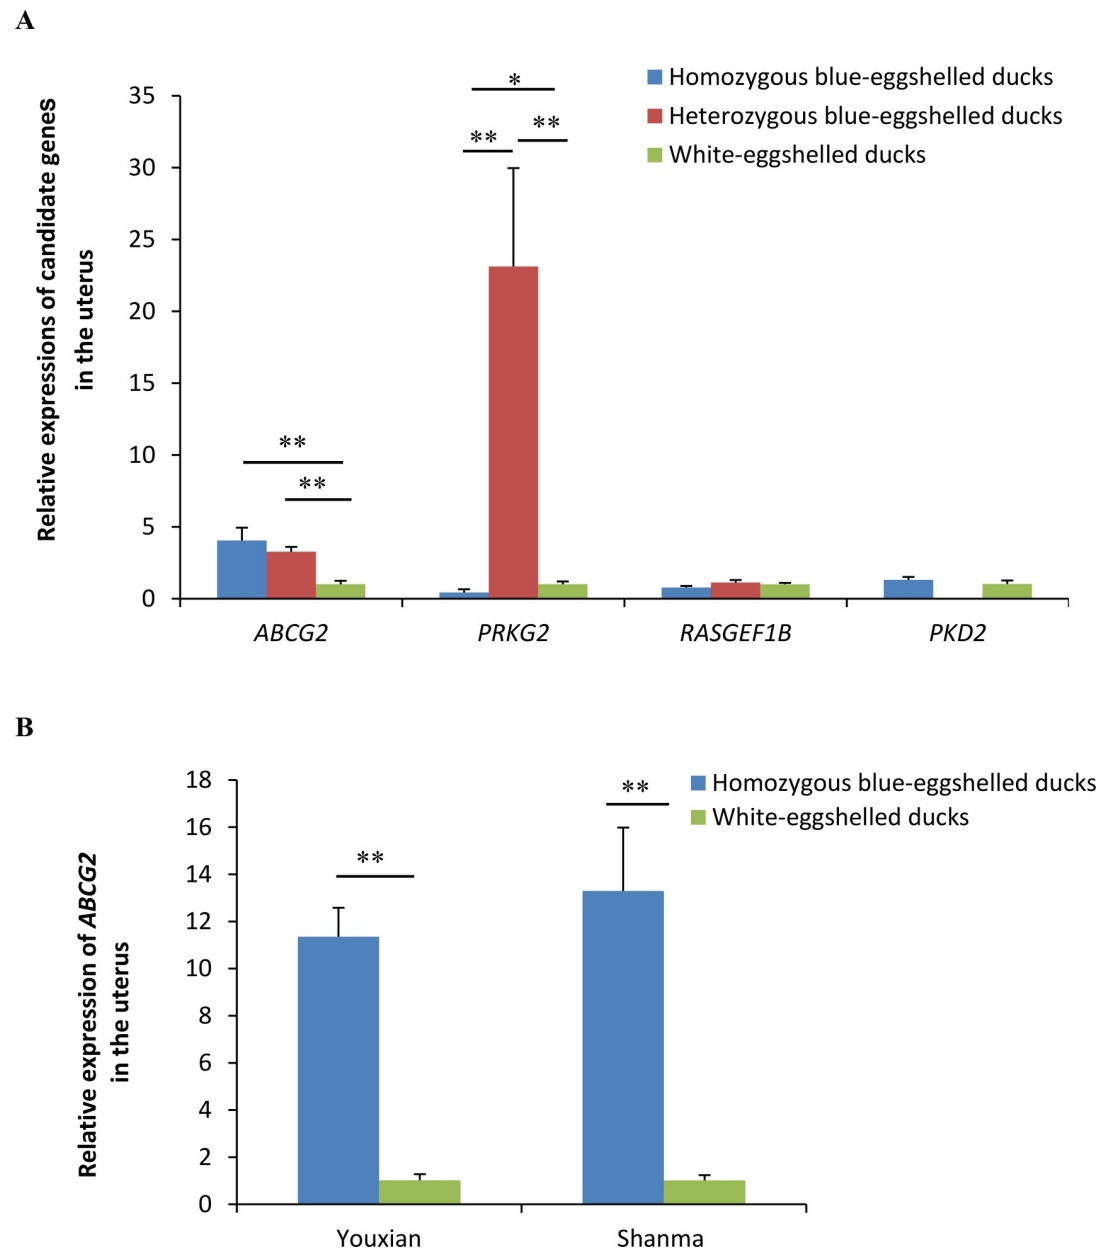 A
Homozygous blue-eggshelled ducks
Heterozygous blue-eggshelled ducks
White-eggshelled ducks
Relative expressions of candidate genes
in the uterus
35
30
25
20
15
10
5
0
**
**
*
**
**
ABCG2
PRKG2
RASGEF1B
PKD2
B
Homozygous blue-eggshelled ducks
White-eggshelled ducks
Relative expression of ABCG2
in the uterus
18
16
14
12
10
8
6
4
2
0
**
**
Youxian
Shanma